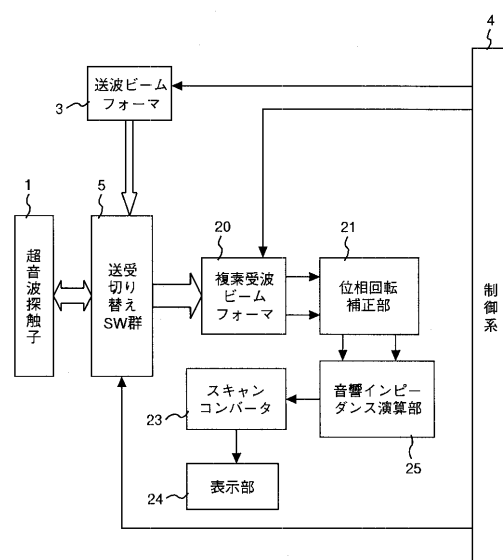 4
送波ビーム
フォーマ
3
1
5
20
21
超音波探触子
送受
切り
替え
SW群
複素受波
ビーム
フォーマ
位相回転
補正部
制御系
スキャン
コンバータ
23
音響インピー
ダンス演算部
25
表示部
24